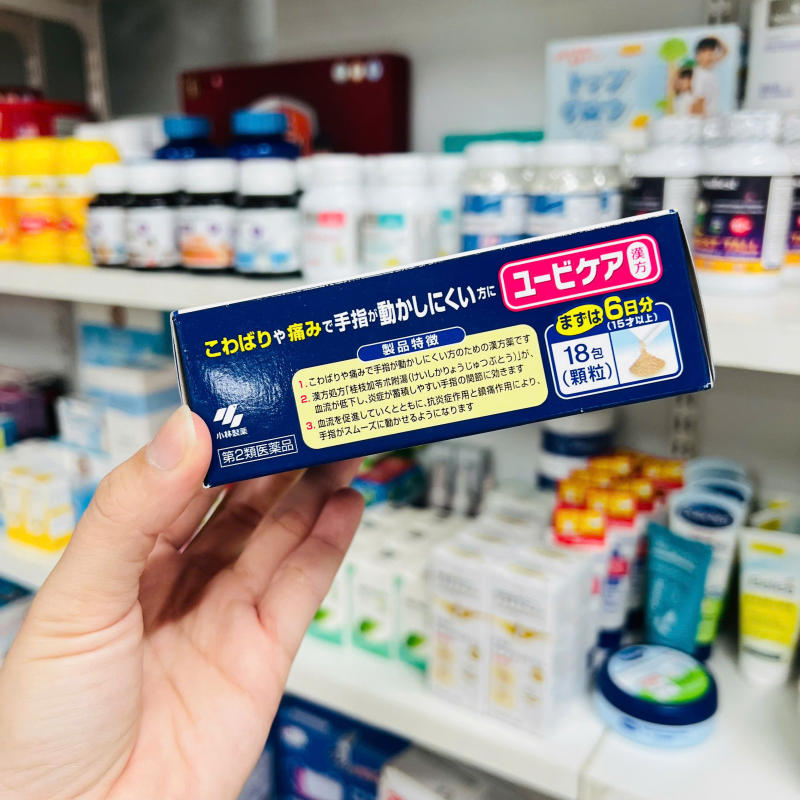 こわばりや痛みで手指が動かしにくい方に
ユービケア
漢方
製品特徴
1. こわばりや痛みで手指が動かしにくい方のための漢方薬です
2. 漢方処方「桂枝加苓朮附湯(けいしかりょうじゅつぶとう)」が、
血流が低下し、炎症が蓄積しやすい手指の関節に効きます
3. 血流を促進していくとともに、抗炎症作用と鎮痛作用により、
手指がスムーズに動かせるようになります
まずは6日分
(15才以上)
18包
(顆粒)
小林製薬
第2類医薬品